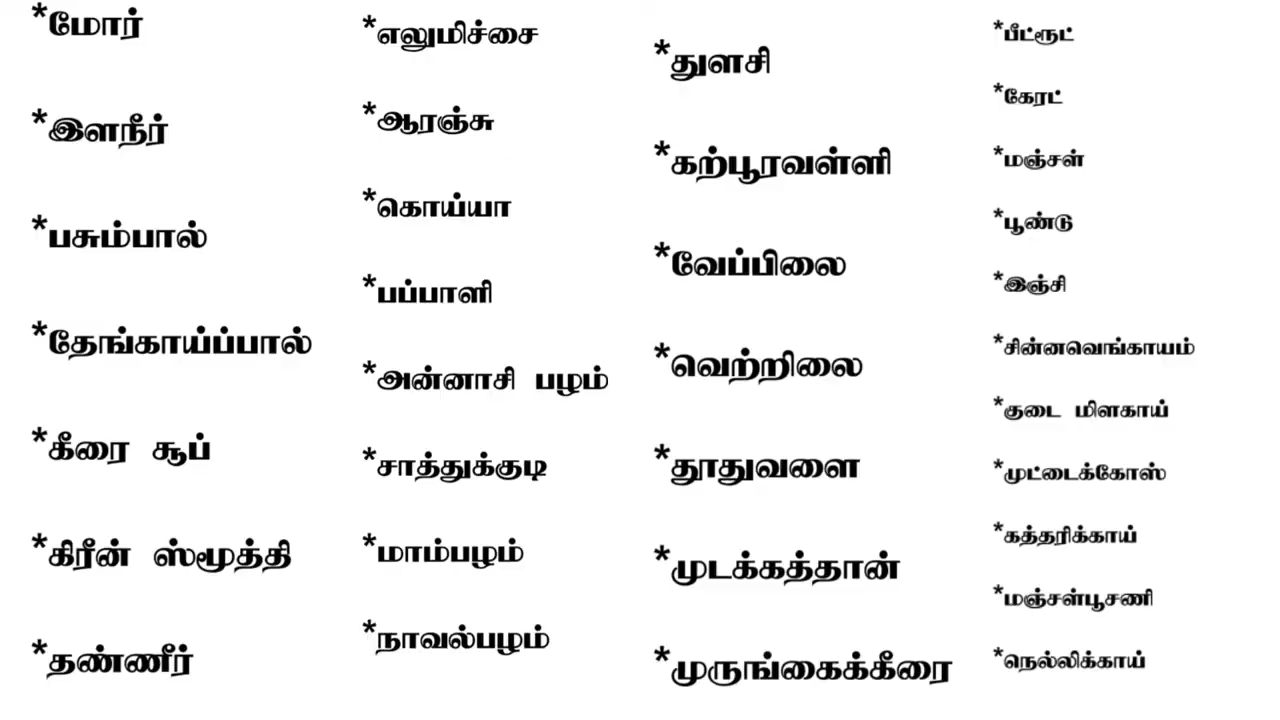 *மோர்
*இளநீர்
*பசும்பால்
*தேங்காய்ப்பால்
*கீரை சூப்
*கிரீன் ஸ்மூத்தி
*தண்ணீர்
*எலுமிச்சை
*ஆரஞ்சு
*கொய்யா
*பப்பாளி
*அன்னாசி பழம்
*சாத்துக்குடி
*மாம்பழம்
*நாவல்பழம்
*துளசி
*கற்பூரவள்ளி
*வேப்பிலை
*வெற்றிலை
*தூதுவளை
*முடக்கத்தான்
*முருங்கைக்கீரை
*பீட்ரூட்
*கேரட்
*மஞ்சள்
*பூண்டு
*இஞ்சி
*சின்னவெங்காயம்
*குடை மிளகாய்
*முட்டைக்கோஸ்
*கத்தரிக்காய்
*மஞ்சள்பூசணி
*நெல்லிக்காய்